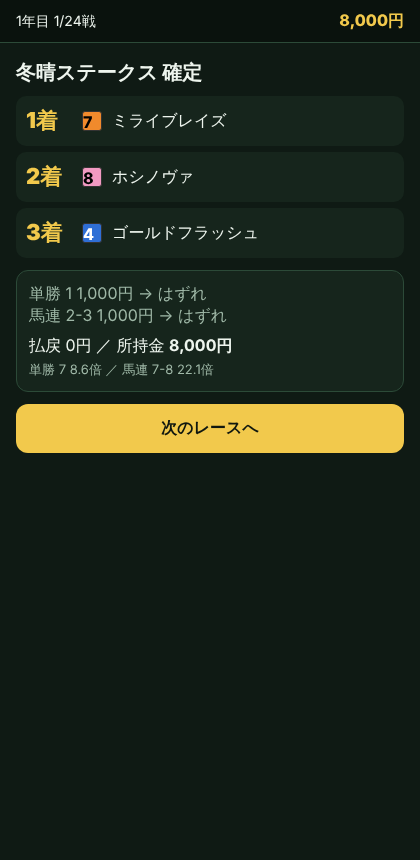 1年目 1/24戦 8,000円
冬晴ステークス 確定
1着 7 ミライブレイズ
2着 8 ホシノヴァ
3着 4 ゴールドフラッシュ
単勝 1 1,000円 → はずれ
馬連 2-3 1,000円 → はずれ
払戻 0円 ／ 所持金 8,000円
単勝 7 8.6倍 ／ 馬連 7-8 22.1倍
次のレースへ